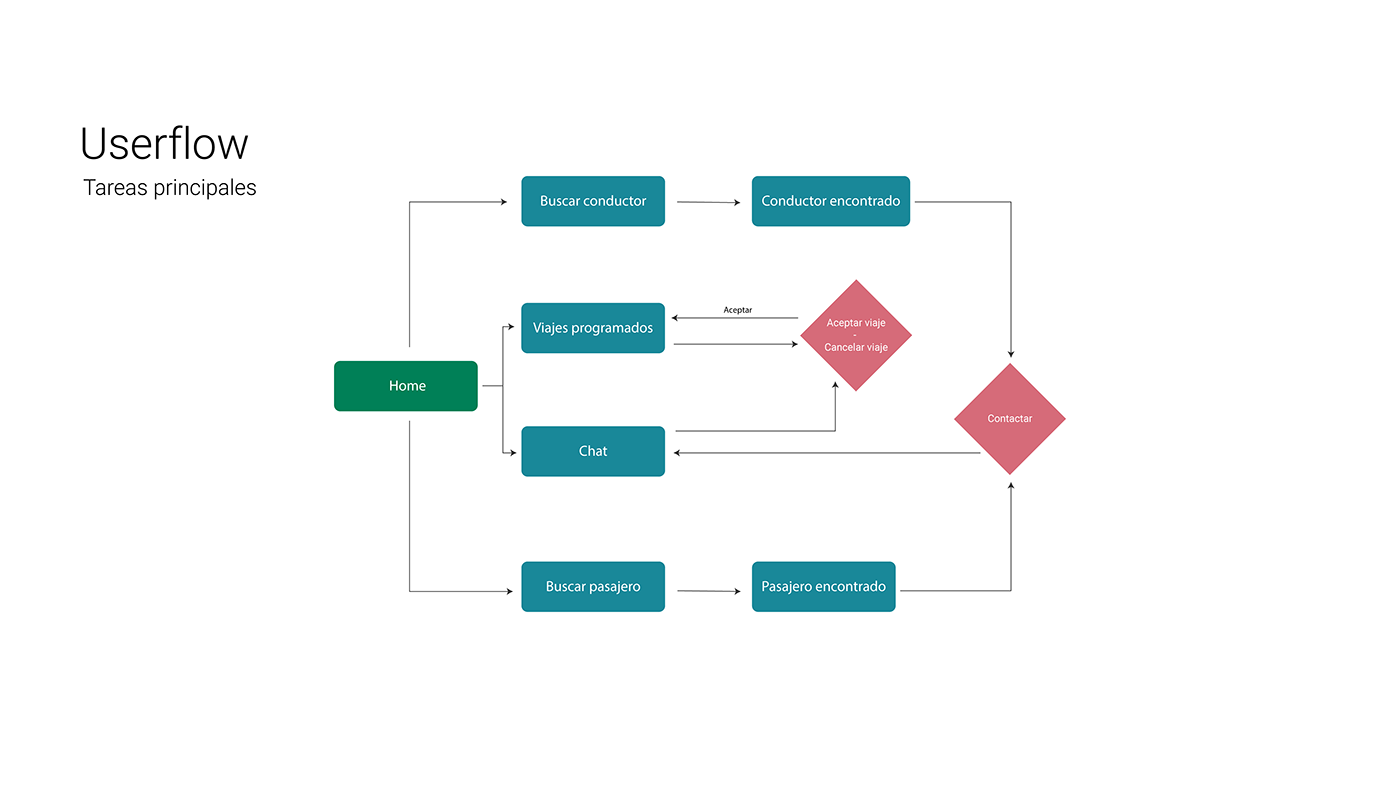 Userflow
Tareas principales
Buscar conductor
Conductor encontrado
Viajes programados
Aceptar
Aceptar viaje
-
Cancelar viaje
Home
Contactar
Chat
Buscar pasajero
Pasajero encontrado